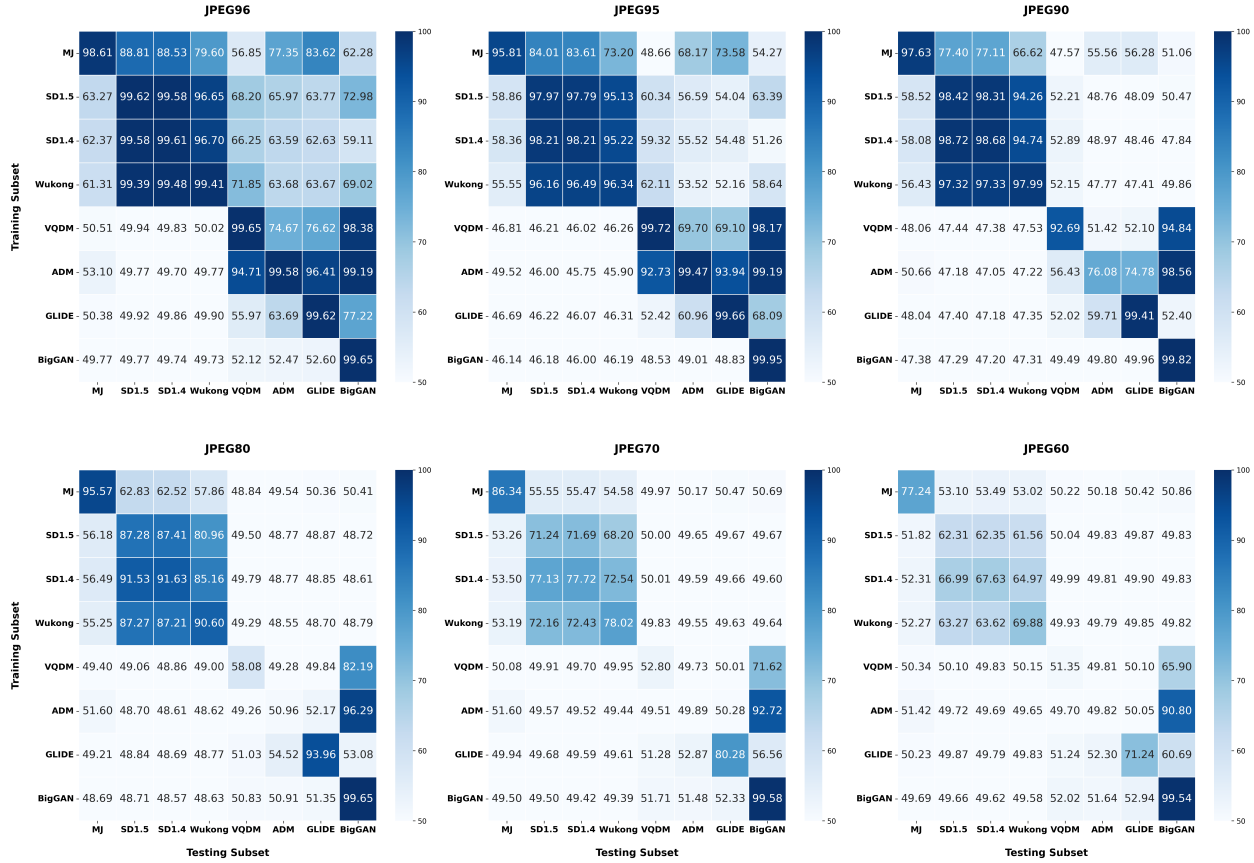 JPEG96
JPEG95
JPEG90
MJ 98.61 88.81 88.53 79.60 56.85 77.35 83.62 62.28
SD1.5 63.27 99.62 99.58 96.65 68.20 65.97 63.77 72.98
SD1.4 62.37 99.58 99.61 96.70 66.25 63.59 62.63 59.11
Wukong 61.31 99.39 99.48 99.41 71.85 63.68 63.67 69.02
VQDM 50.51 49.94 49.83 50.02 99.65 74.67 76.62 98.38
ADM 53.10 49.77 49.70 49.77 94.71 99.58 96.41 99.19
GLIDE 50.38 49.92 49.86 49.90 55.97 63.69 99.62 77.22
BigGAN 49.77 49.77 49.74 49.73 52.12 52.47 52.60 99.65
MJ SD1.5 SD1.4 Wukong VQDM ADM GLIDE BigGAN
100
90
80
70
60
50
Training Subset
MJ 95.81 84.01 83.61 73.20 48.66 68.17 73.58 54.27
SD1.5 58.86 97.97 97.79 95.13 60.34 56.59 54.04 63.39
SD1.4 58.36 98.21 98.21 95.22 59.32 55.52 54.48 51.26
Wukong 55.55 96.16 96.49 96.34 62.11 53.52 52.16 58.64
VQDM 46.81 46.21 46.02 46.26 99.72 69.70 69.10 98.17
ADM 49.52 46.00 45.75 45.90 92.73 99.47 93.94 99.19
GLIDE 46.69 46.22 46.07 46.31 52.42 60.96 99.66 68.09
BigGAN 46.14 46.18 46.00 46.19 48.53 49.01 48.83 99.95
MJ SD1.5 SD1.4 Wukong VQDM ADM GLIDE BigGAN
100
90
80
70
60
50
MJ 97.63 77.40 77.11 66.62 47.57 55.56 56.28 51.06
SD1.5 58.52 98.42 98.31 94.26 52.21 48.76 48.09 50.47
SD1.4 58.08 98.72 98.68 94.74 52.89 48.97 48.46 47.84
Wukong 56.43 97.32 97.33 97.99 52.15 47.77 47.41 49.86
VQDM 48.06 47.44 47.38 47.53 92.69 51.42 52.10 94.84
ADM 50.66 47.18 47.05 47.22 56.43 76.08 74.78 98.56
GLIDE 48.04 47.40 47.18 47.35 52.02 59.71 99.41 52.40
BigGAN 47.38 47.29 47.20 47.31 49.49 49.80 49.96 99.82
MJ SD1.5 SD1.4 Wukong VQDM ADM GLIDE BigGAN
100
90
80
70
60
50
JPEG80
JPEG70
JPEG60
MJ 95.57 62.83 62.52 57.86 48.84 49.54 50.36 50.41
SD1.5 56.18 87.28 87.41 80.96 49.50 48.77 48.87 48.72
SD1.4 56.49 91.53 91.63 85.16 49.79 48.77 48.85 48.61
Wukong 55.25 87.27 87.21 90.60 49.29 48.55 48.70 48.79
VQDM 49.40 49.06 48.86 49.00 58.08 49.28 49.84 82.19
ADM 51.60 48.70 48.61 48.62 49.26 50.96 52.17 96.29
GLIDE 49.21 48.84 48.69 48.77 51.03 54.52 93.96 53.08
BigGAN 48.69 48.71 48.57 48.63 50.83 50.91 51.35 99.65
MJ SD1.5 SD1.4 Wukong VQDM ADM GLIDE BigGAN
100
90
80
70
60
50
Training Subset
Testing Subset
MJ 86.34 55.55 55.47 54.58 49.97 50.17 50.47 50.69
SD1.5 53.26 71.24 71.69 68.20 50.00 49.65 49.67 49.67
SD1.4 53.50 77.13 77.72 72.54 50.01 49.59 49.66 49.60
Wukong 53.19 72.16 72.43 78.02 49.83 49.55 49.63 49.64
VQDM 50.08 49.91 49.70 49.95 52.80 49.73 50.01 71.62
ADM 51.60 49.57 49.52 49.44 49.51 49.89 50.28 92.72
GLIDE 49.94 49.68 49.59 49.61 51.28 52.87 80.28 56.56
BigGAN 49.50 49.50 49.42 49.39 51.71 51.48 52.33 99.58
MJ SD1.5 SD1.4 Wukong VQDM ADM GLIDE BigGAN
100
90
80
70
60
50
Testing Subset
MJ 77.24 53.10 53.49 53.02 50.22 50.18 50.42 50.86
SD1.5 51.82 62.31 62.35 61.56 50.04 49.83 49.87 49.83
SD1.4 52.31 66.99 67.63 64.97 49.99 49.81 49.90 49.83
Wukong 52.27 63.27 63.62 69.88 49.93 49.79 49.85 49.82
VQDM 50.34 50.10 49.83 50.15 51.35 49.81 50.10 65.90
ADM 51.42 49.72 49.69 49.65 49.70 49.82 50.05 90.80
GLIDE 50.23 49.87 49.79 49.83 51.24 52.30 71.24 60.69
BigGAN 49.69 49.66 49.62 49.58 52.02 51.64 52.94 99.54
MJ SD1.5 SD1.4 Wukong VQDM ADM GLIDE BigGAN
100
90
80
70
60
50
Testing Subset